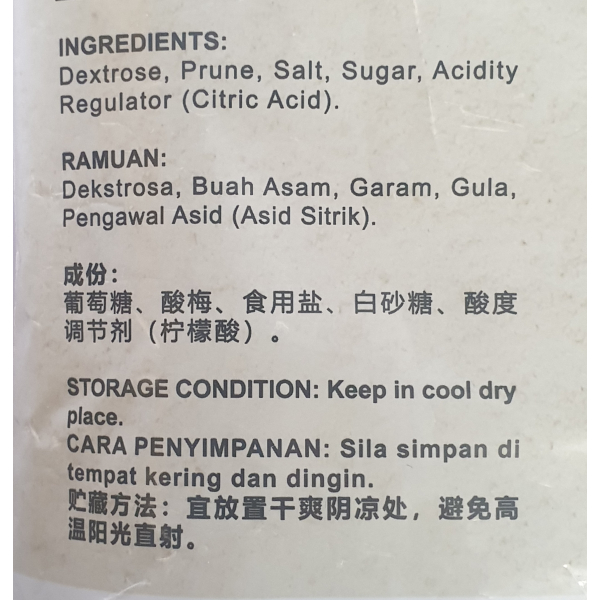 INGREDIENTS:
Dextrose, Prune, Salt, Sugar, Acidity
Regulator (Citric Acid).
RAMUAN:
Dekstrosa, Buah Asam, Garam, Gula,
Pengawal Asid (Asid Sitrik).
成份：
葡萄糖、酸梅、食用盐、白砂糖、酸度
调节剂（柠檬酸）。
STORAGE CONDITION: Keep in cool dry
place.
CARA PENYIMPANAN: Sila simpan di
tempat kering dan dingin.
贮藏方法：宜放置干爽阴凉处，避免高
温阳光直射。